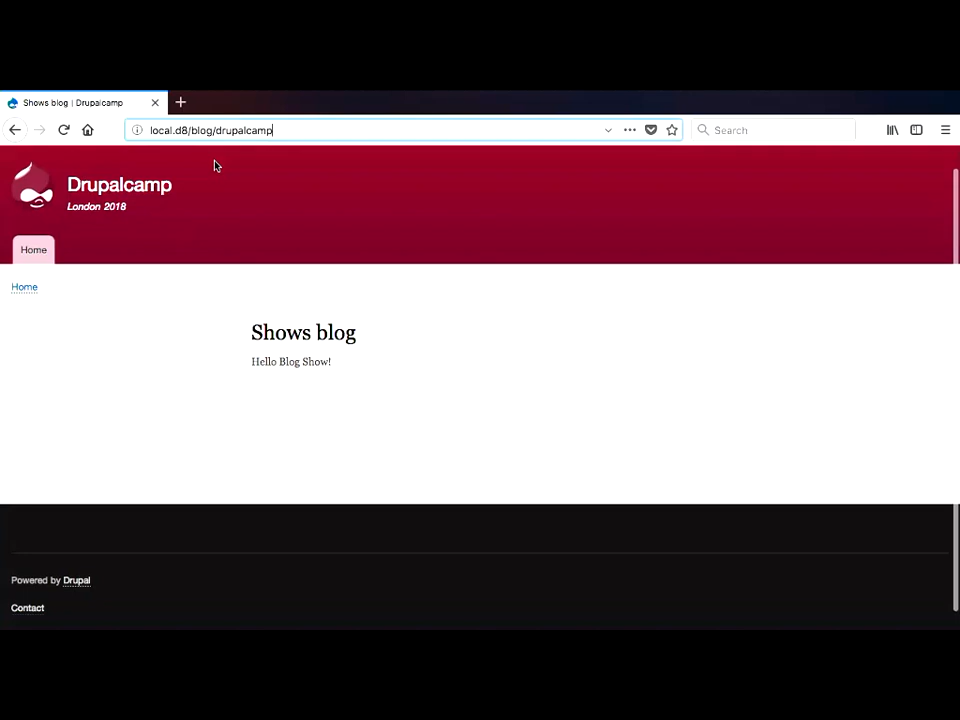 Shows blog | Drupalcamp
local.d8/blog/drupalcamp
Search
Drupalcamp
London 2018
Home
Home
Shows blog
Hello Blog Show!
Powered by Drupal
Contact